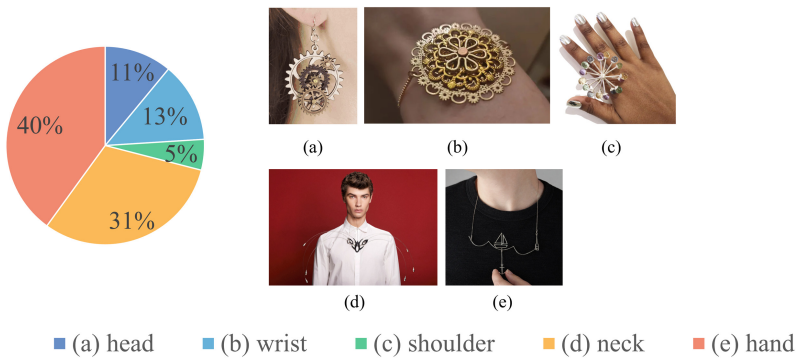 11%
13%
5%
31%
40%
(a)
(b)
(c)
(d)
(e)
(a) head
(b) wrist
(c) shoulder
(d) neck
(e) hand